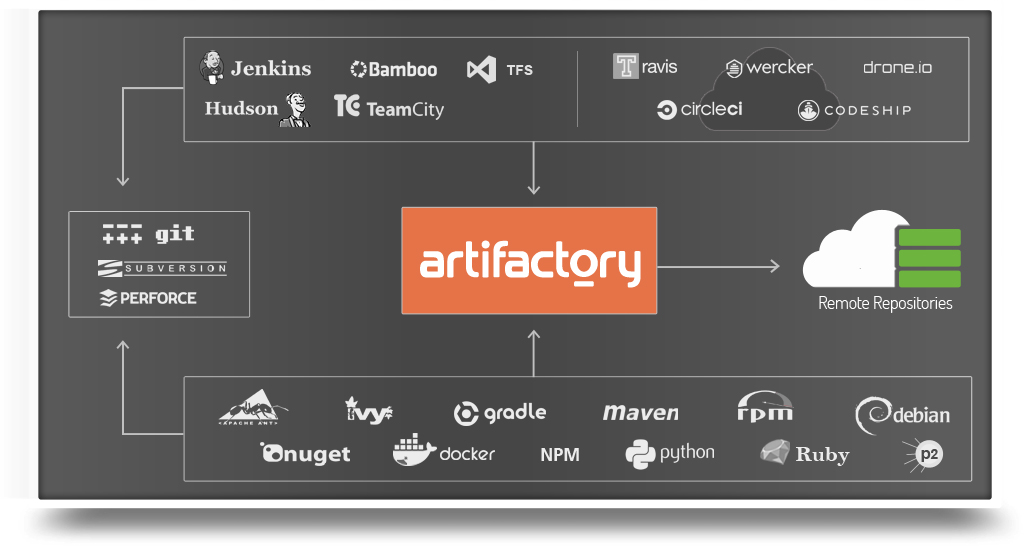 Jenkins
Bamboo
TFS
Travis
wercker
drone.io
Hudson
TC TeamCity
circleci
CODESHIP
git
SUBVERSION
PERFORCE
artifactory
Remote Repositories
<APACHE ANT>
ivy
gradle
maven
rpm
debian
nuget
docker
NPM
python
Ruby
p2